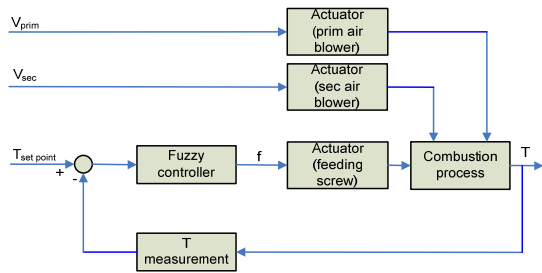 Vprim
Actuator
(prim air
blower)
Vsec
Actuator
(sec air
blower)
Tset point
+
-
Fuzzy
controller
f
Actuator
(feeding
screw)
Combustion
process
T
T
measurement